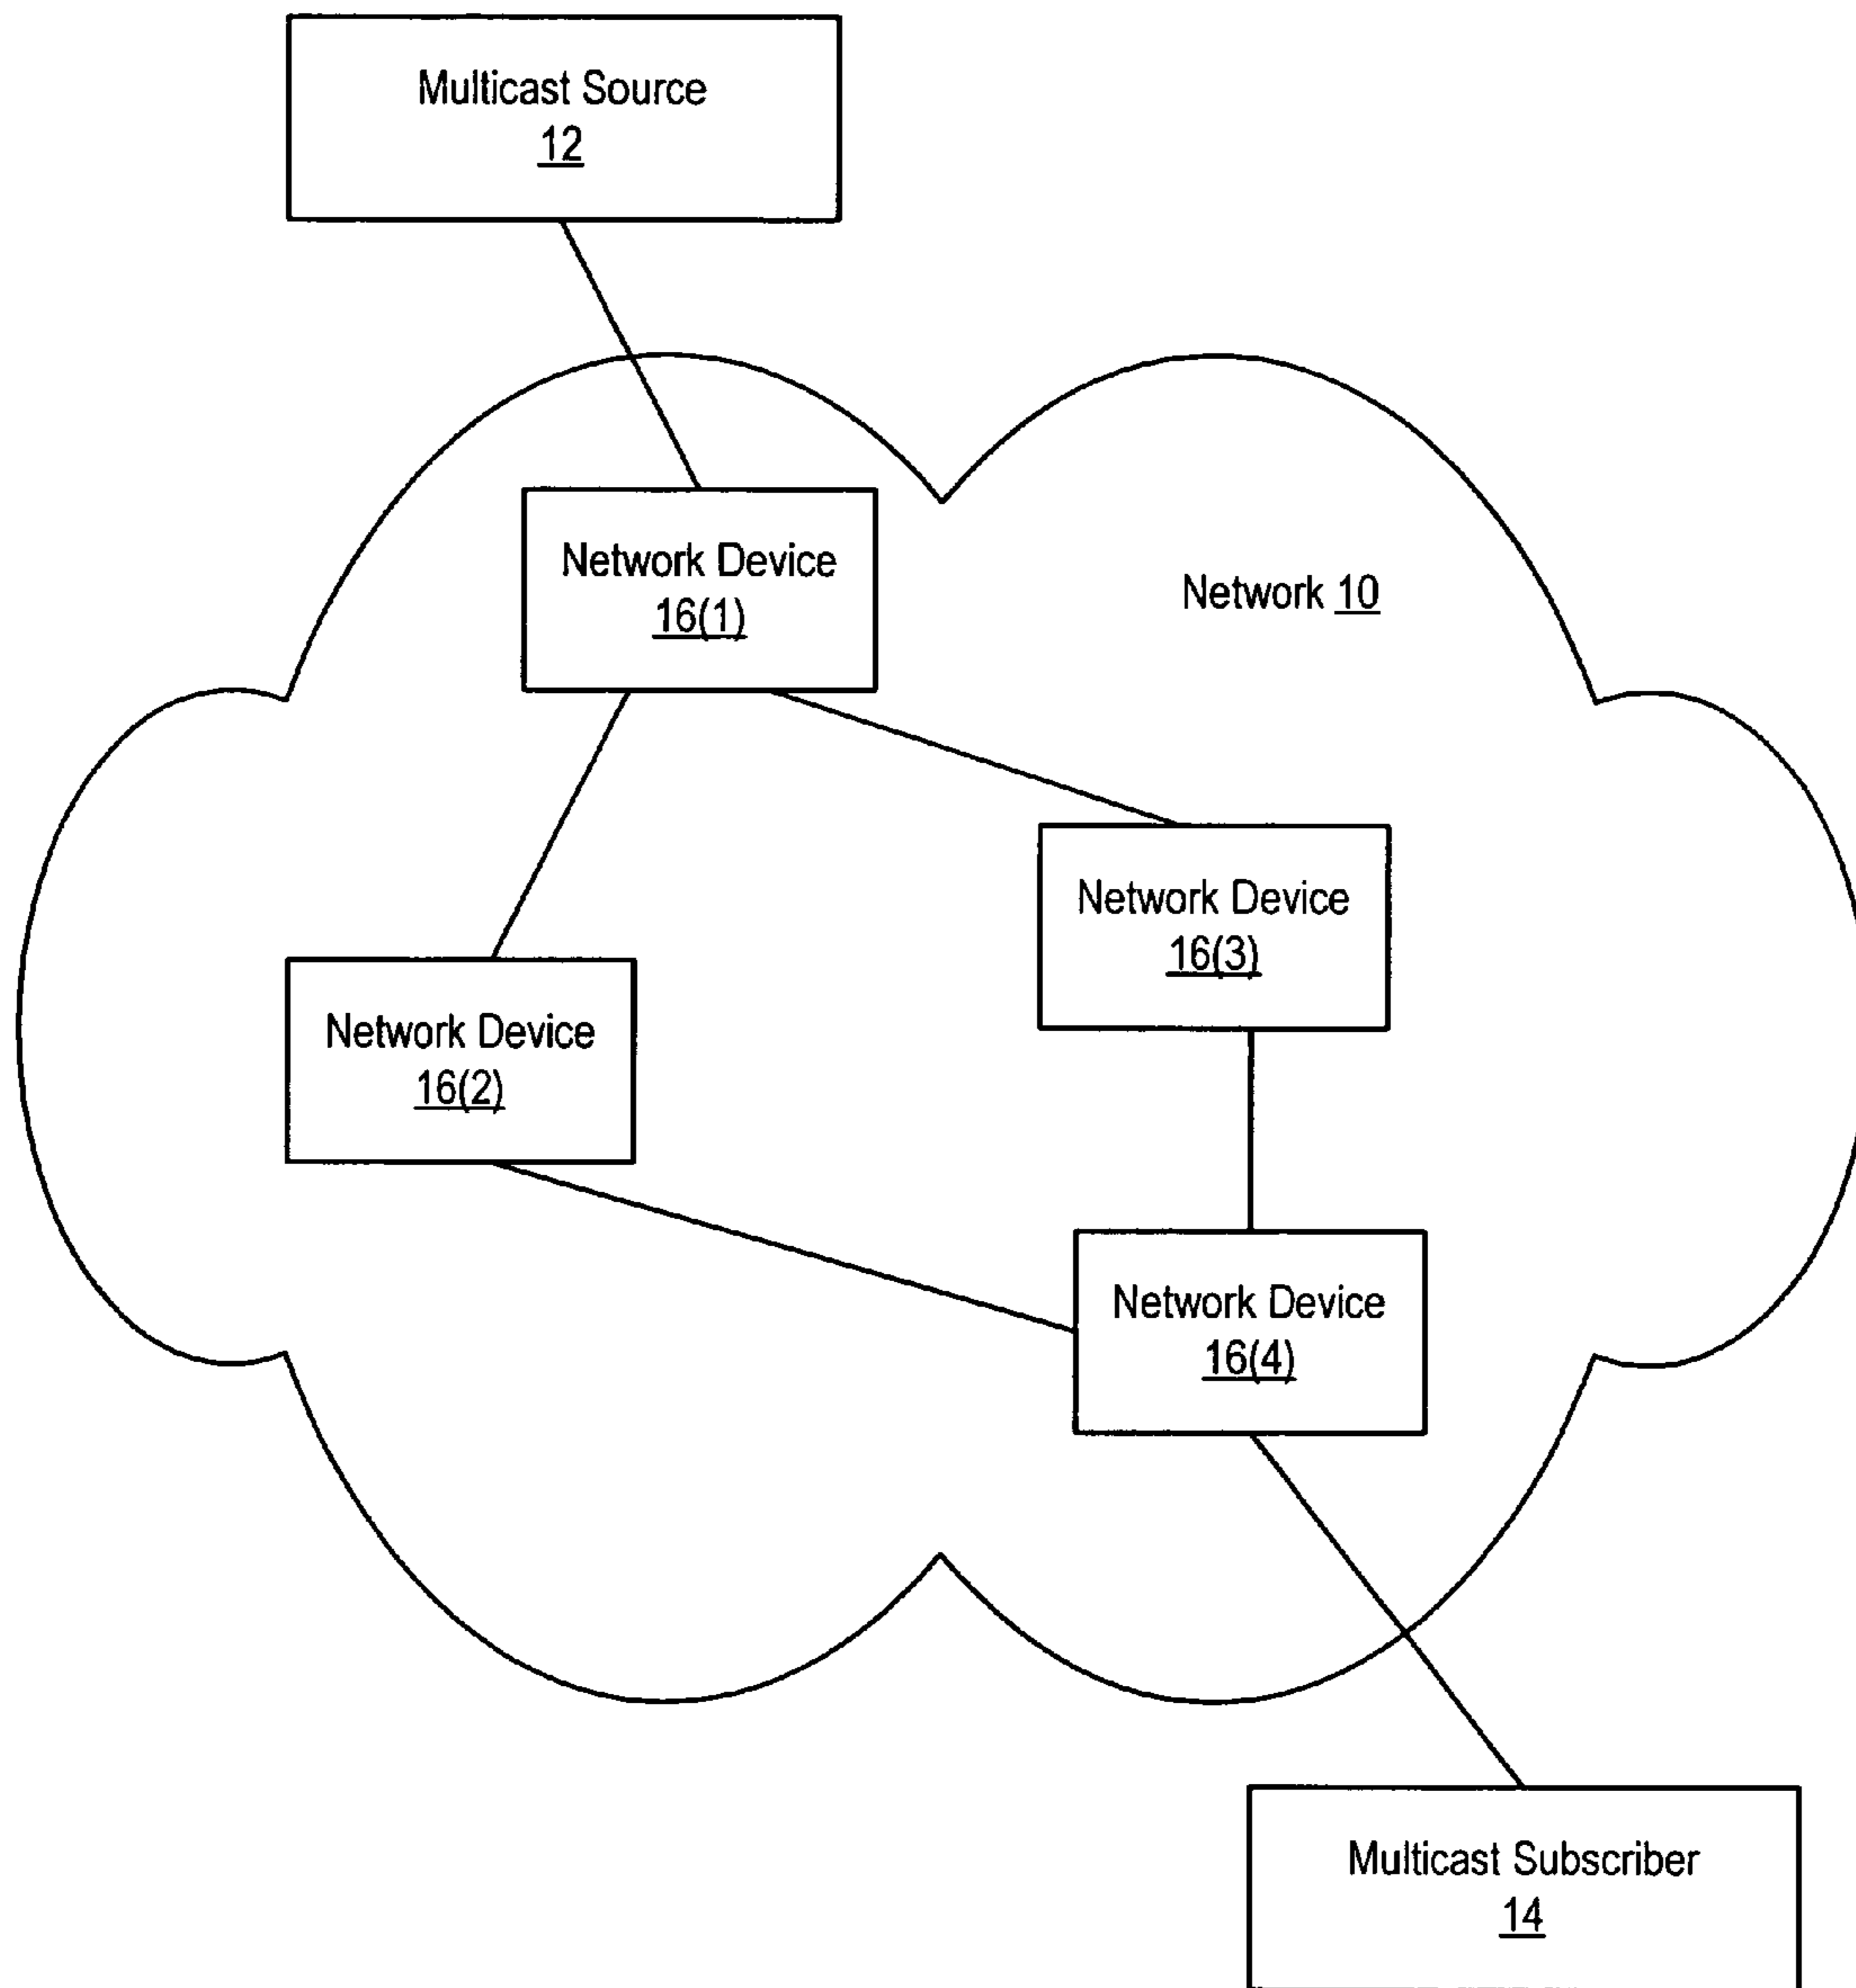 Multicast Source
12
Network Device
16(1)
Network 10
Network Device
16(3)
Network Device
16(2)
Network Device
16(4)
Multicast Subscriber
14